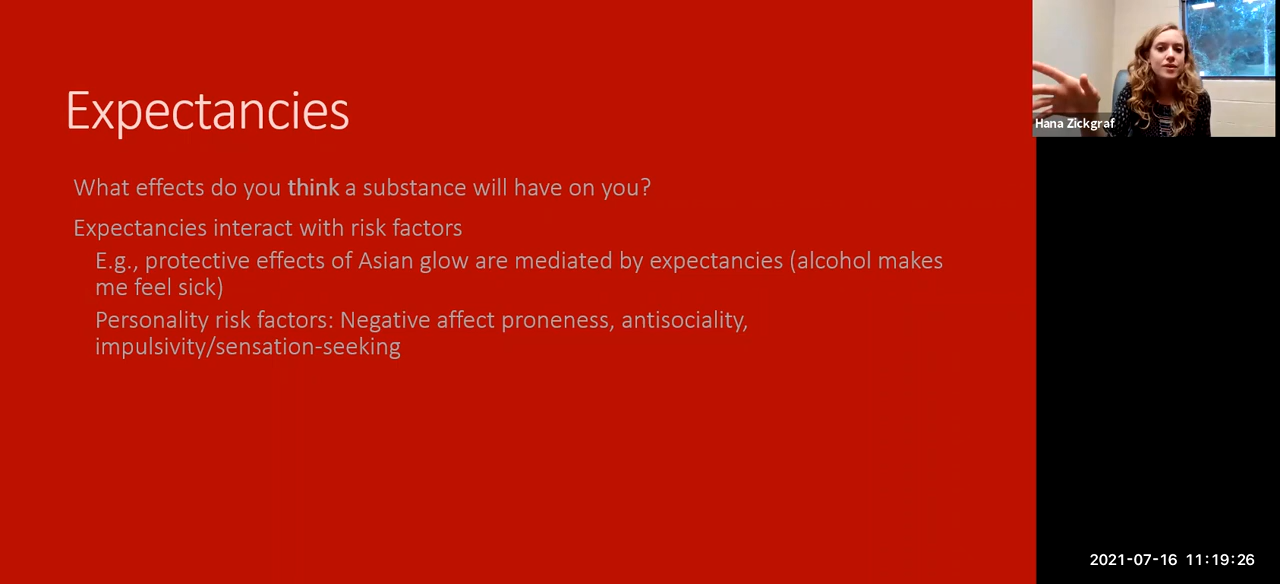 Expectancies
What effects do you think a substance will have on you?
Expectancies interact with risk factors
E.g., protective effects of Asian glow are mediated by expectancies (alcohol makes
me feel sick)
Personality risk factors: Negative affect proneness, antisociality,
impulsivity/sensation-seeking
Hana Zickgraf
2021-07-16 11:19:26